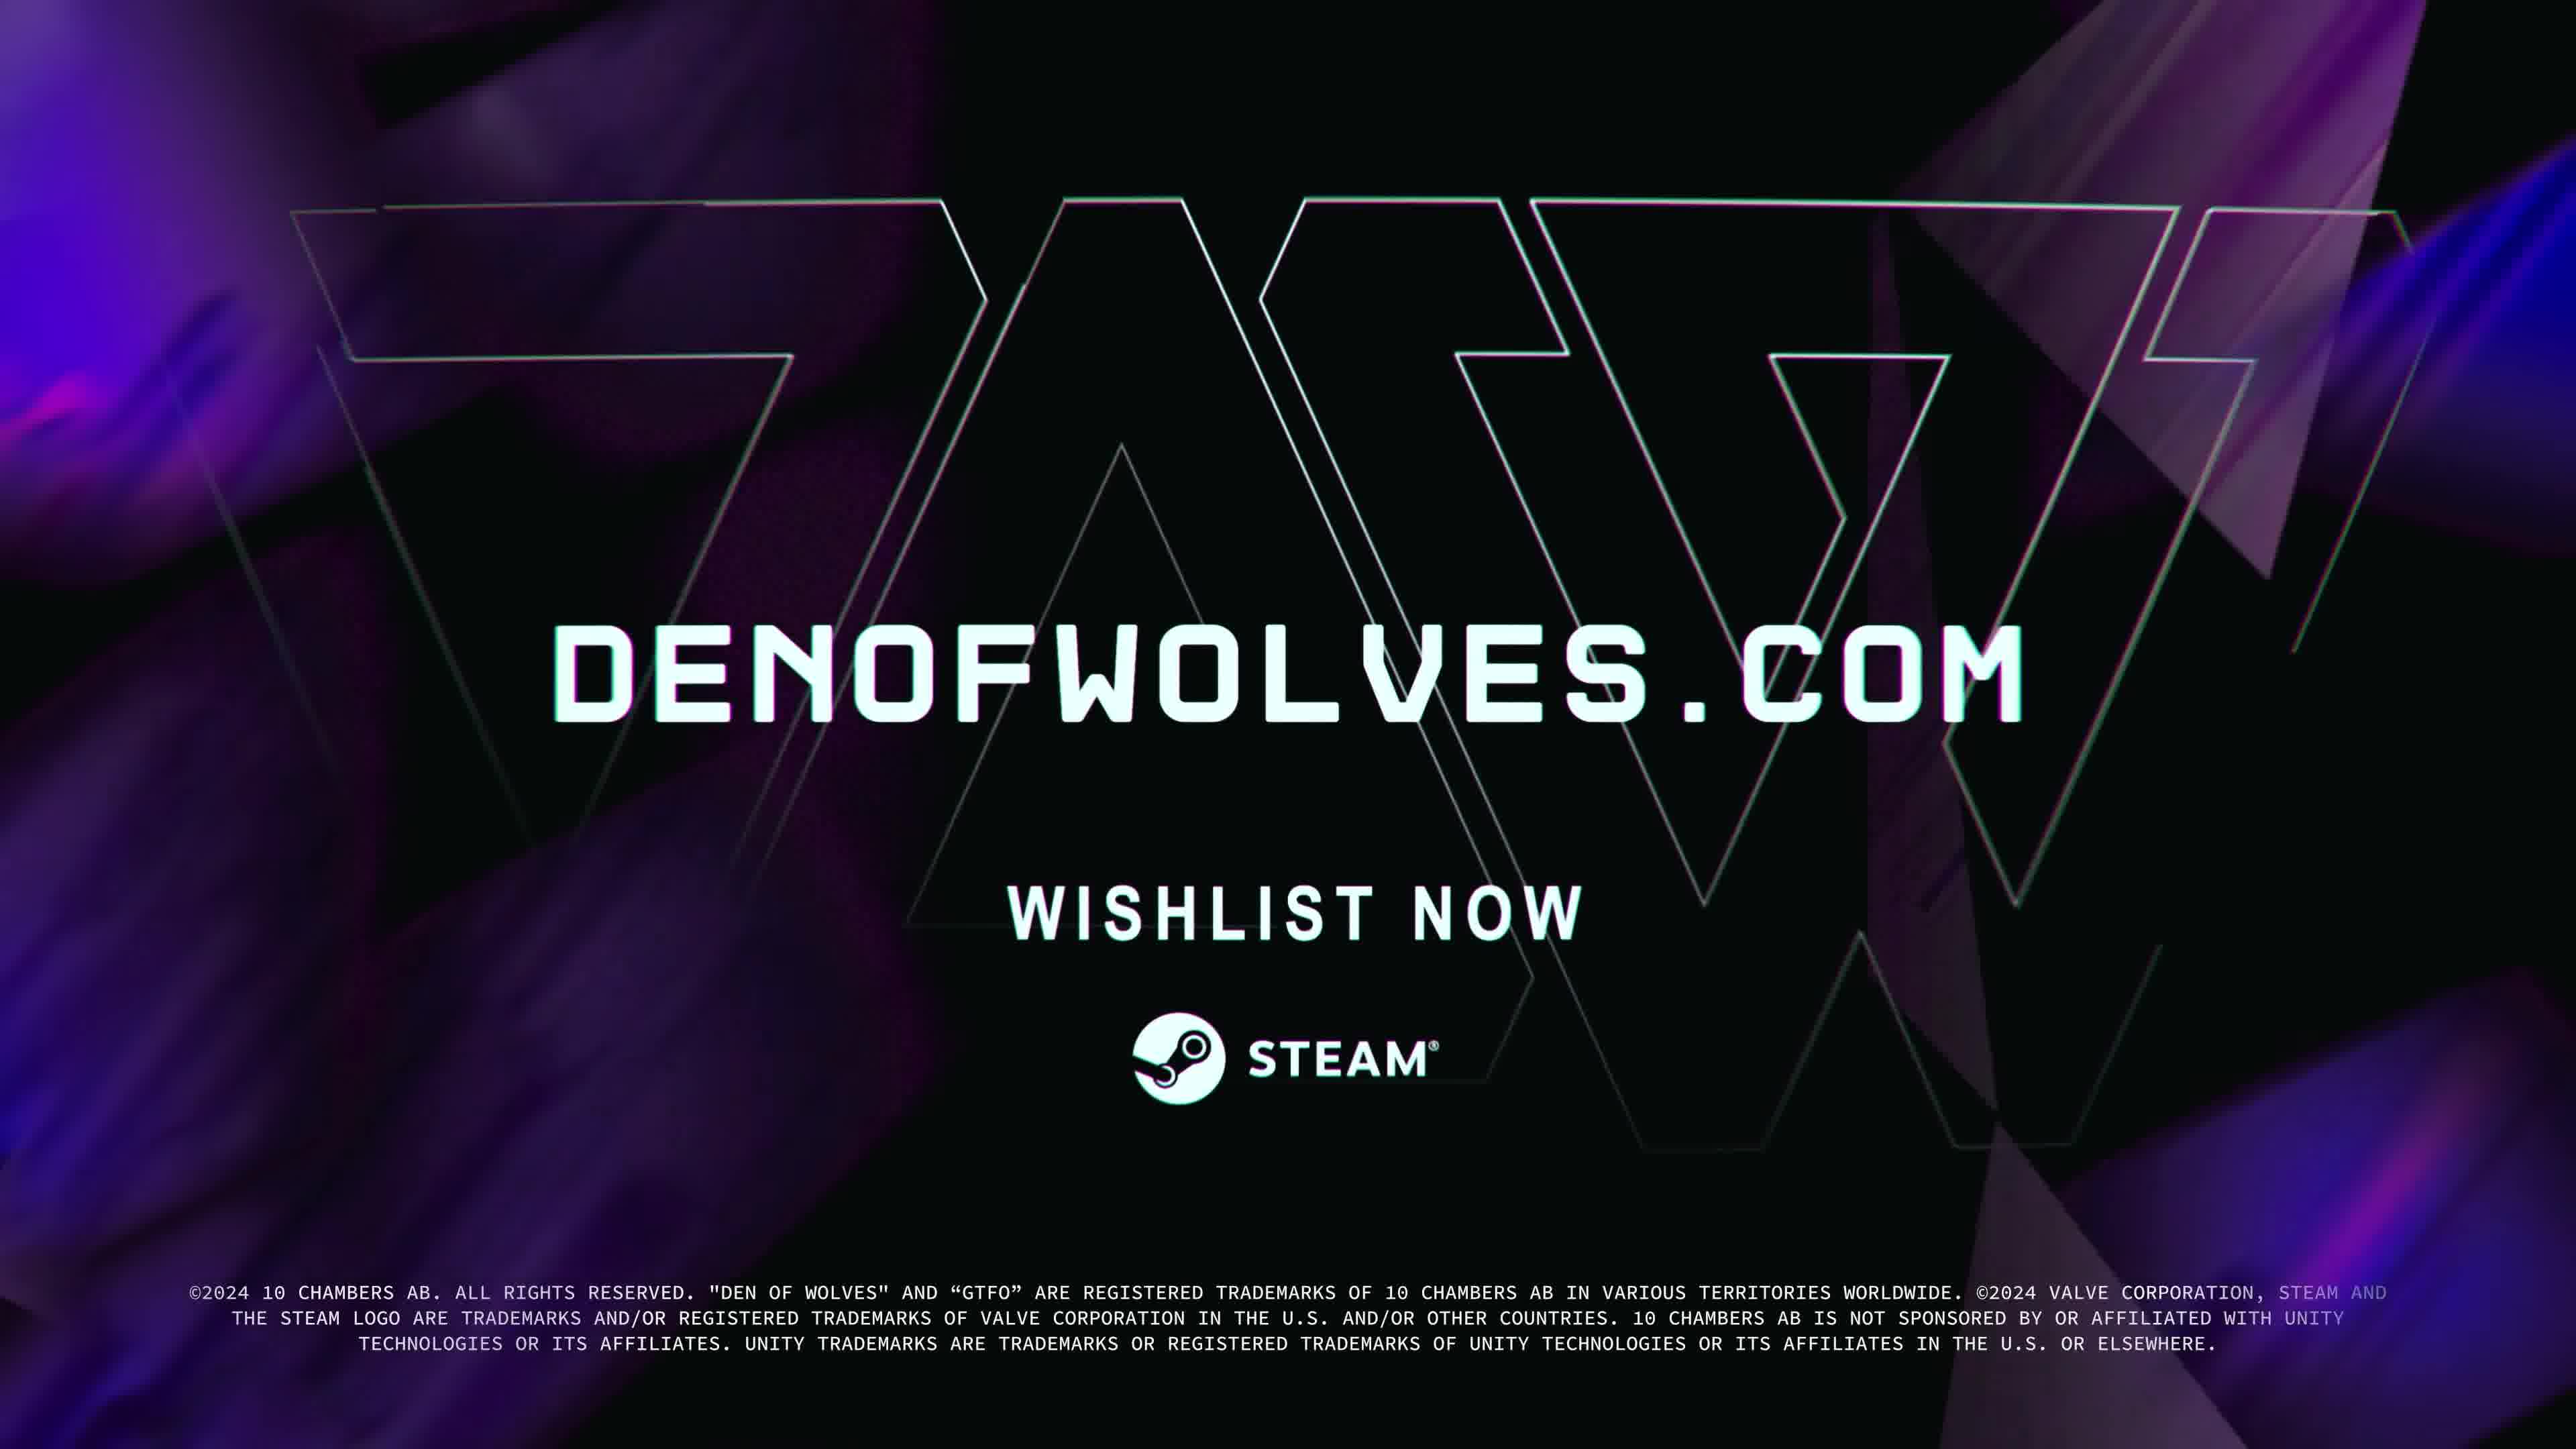 DENOFWOLVES.COM
WISHLIST NOW
STEAM®
©2024 10 CHAMBERS AB. ALL RIGHTS RESERVED. "DEN OF WOLVES" AND “GTFO” ARE REGISTERED TRADEMARKS OF 10 CHAMBERS AB IN VARIOUS TERRITORIES WORLDWIDE. ©2024 VALVE CORPORATION, STEAM AND
THE STEAM LOGO ARE TRADEMARKS AND/OR REGISTERED TRADEMARKS OF VALVE CORPORATION IN THE U.S. AND/OR OTHER COUNTRIES. 10 CHAMBERS AB IS NOT SPONSORED BY OR AFFILIATED WITH UNITY
TECHNOLOGIES OR ITS AFFILIATES. UNITY TRADEMARKS ARE TRADEMARKS OR REGISTERED TRADEMARKS OF UNITY TECHNOLOGIES OR ITS AFFILIATES IN THE U.S. OR ELSEWHERE.